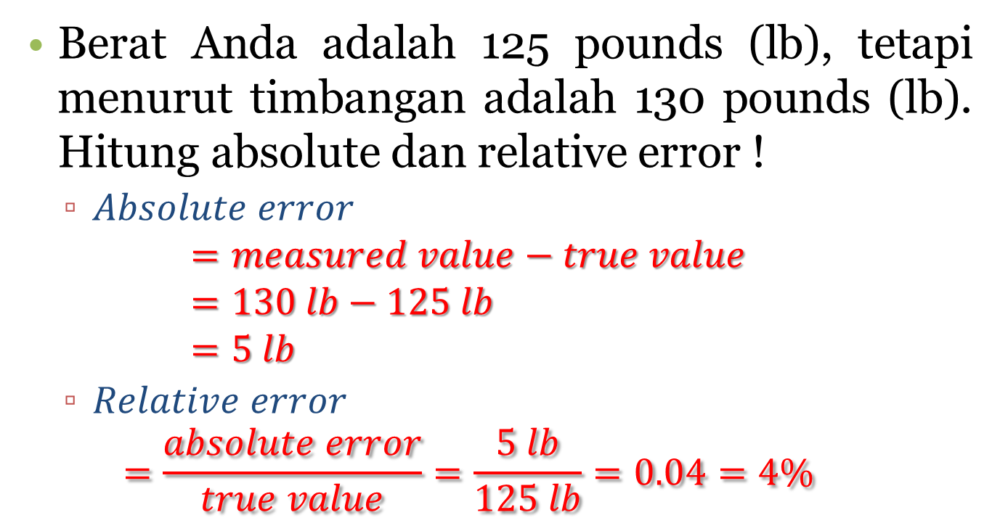 • Berat Anda adalah 125 pounds (lb), tetapi
menurut timbangan adalah 130 pounds (lb).
Hitung absolute dan relative error !
▫ Absolute error
= measured value − true value
= 130 lb − 125 lb
= 5 lb
▫ Relative error
= absolute error / true value = 5 lb / 125 lb = 0.04 = 4%